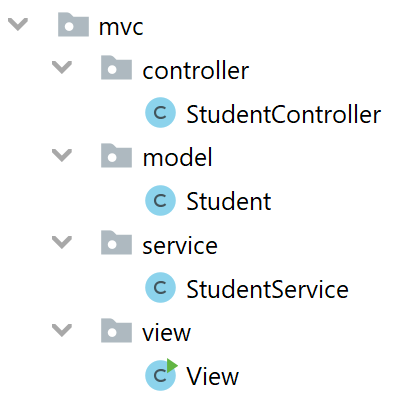 mvc
controller
C StudentController
model
C Student
service
C StudentService
view
C View